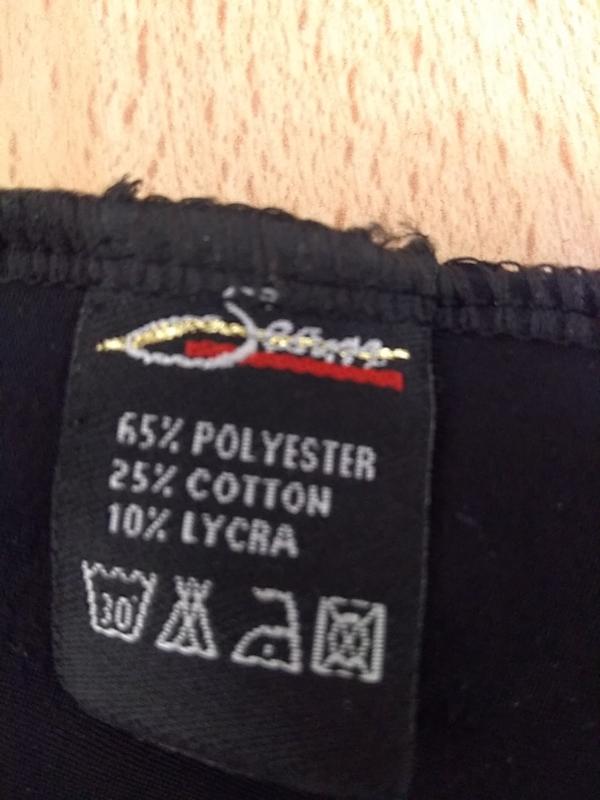 65% POLYESTER
25% COTTON
10% LYCRA
30°